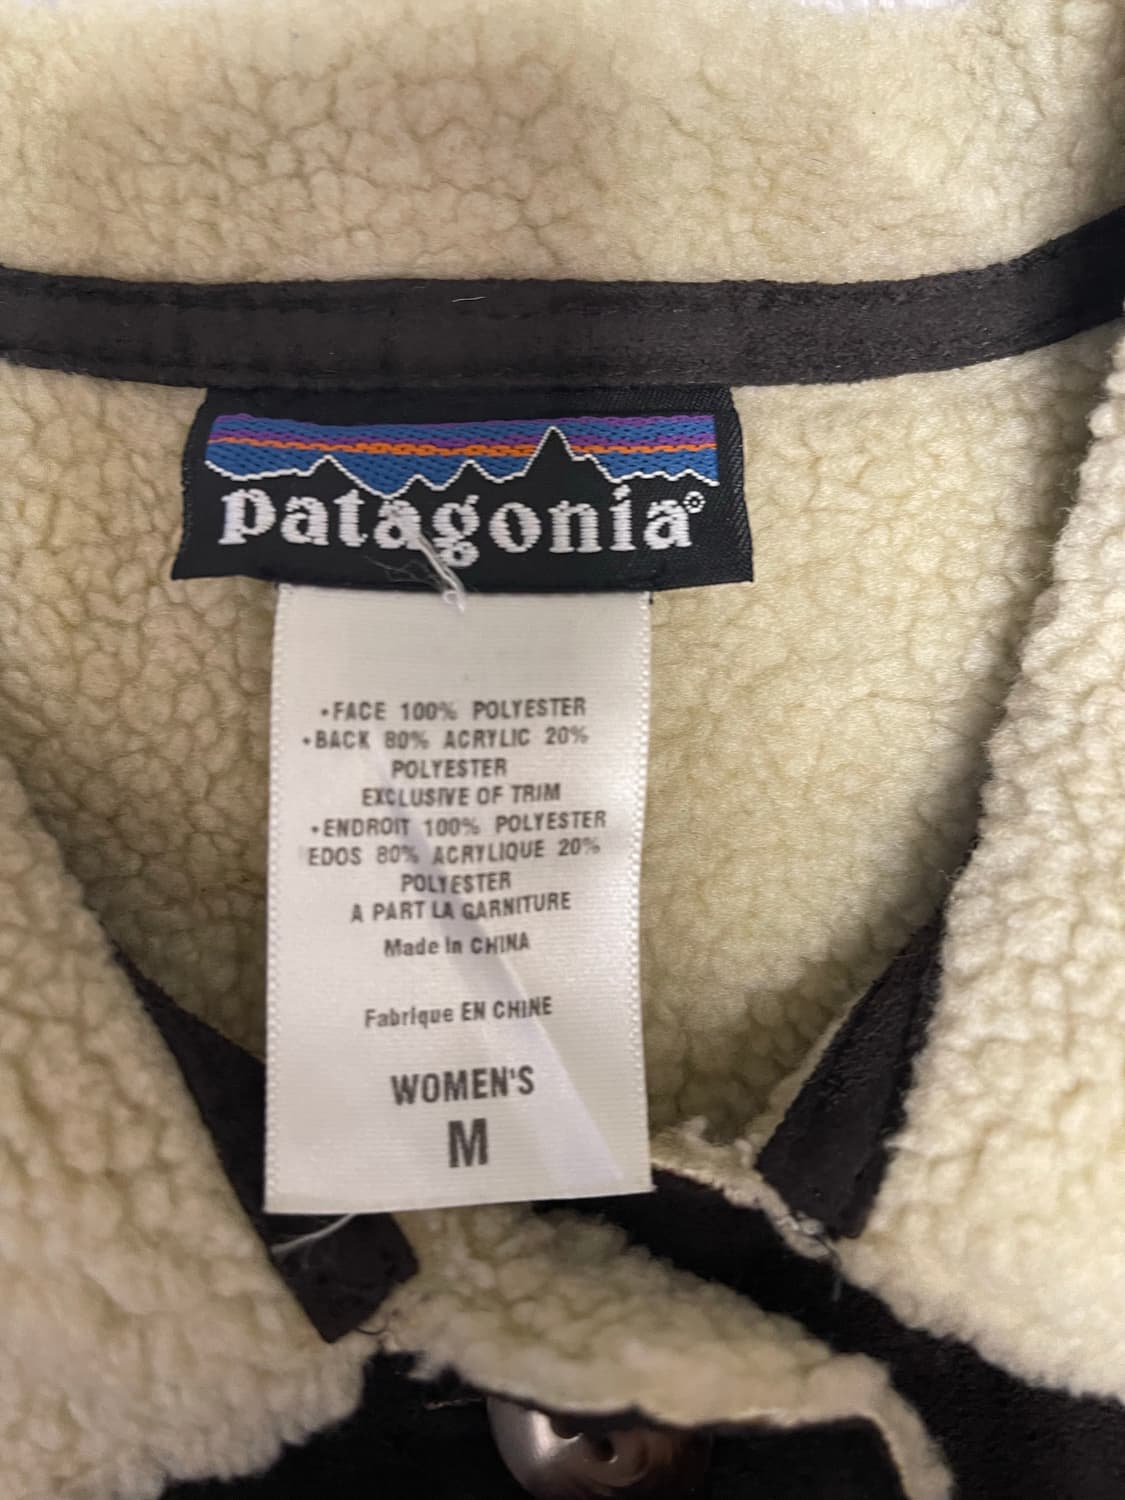 patagonia®
•FACE 100% POLYESTER
•BACK 80% ACRYLIC 20%
POLYESTER
EXCLUSIVE OF TRIM
•ENDROIT 100% POLYESTER
EDOS 80% ACRYLIQUE 20%
POLYESTER
A PART LA GARNITURE
Made In CHINA
Fabrique EN CHINE
WOMEN'S
M